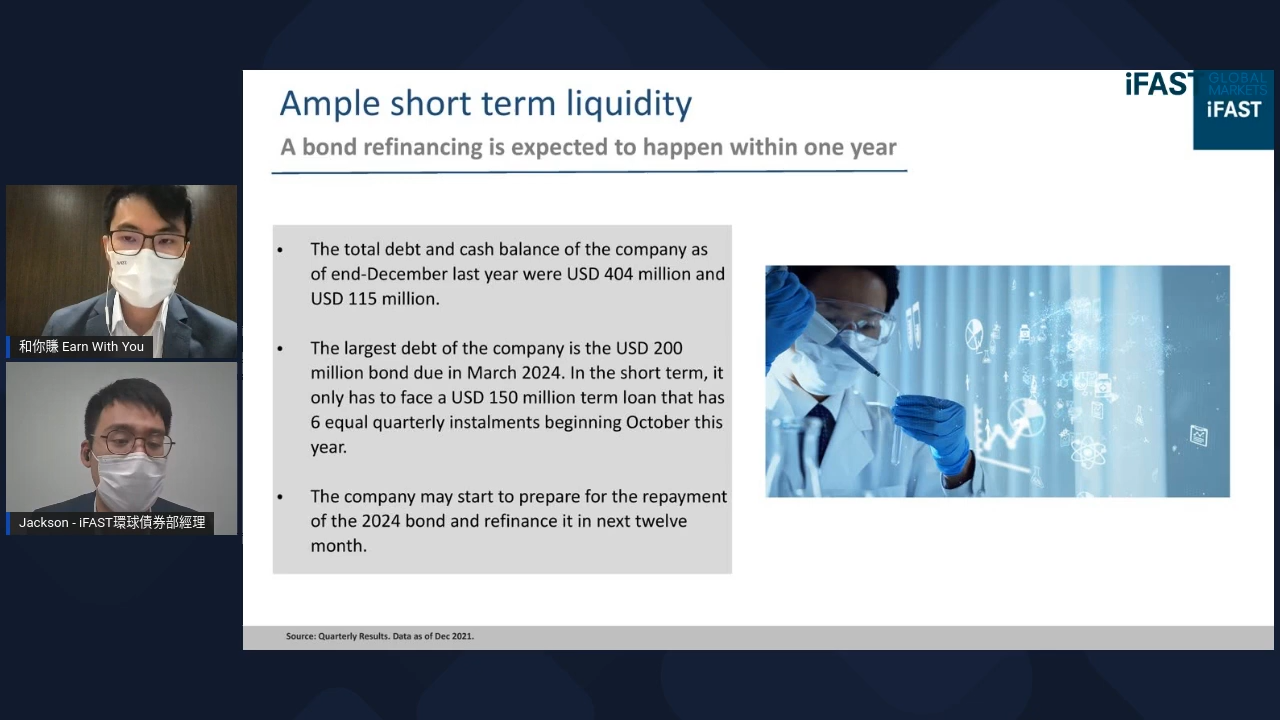 Ample short term liquidity
A bond refinancing is expected to happen within one year
iFAST
GLOBAL
MARKETS
iFAST
• The total debt and cash balance of the company as
of end-December last year were USD 404 million and
USD 115 million.
• The largest debt of the company is the USD 200
million bond due in March 2024. In the short term, it
only has to face a USD 150 million term loan that has
6 equal quarterly instalments beginning October this
year.
• The company may start to prepare for the repayment
of the 2024 bond and refinance it in next twelve
month.
Source: Quarterly Results. Data as of Dec 2021.
和你賺 Earn With You
Jackson - iFAST環球債券部經理